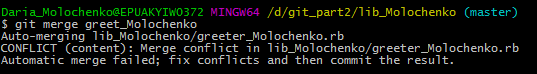 Daria_Molochenko@EPUAKYIW0372 MINGW64 /d/git_part2/lib_Molochenko (master)
$ git merge greet_Molochenko
Auto-merging lib_Molochenko/greeter_Molochenko.rb
CONFLICT (content): Merge conflict in lib_Molochenko/greeter_Molochenko.rb
Automatic merge failed; fix conflicts and then commit the result.